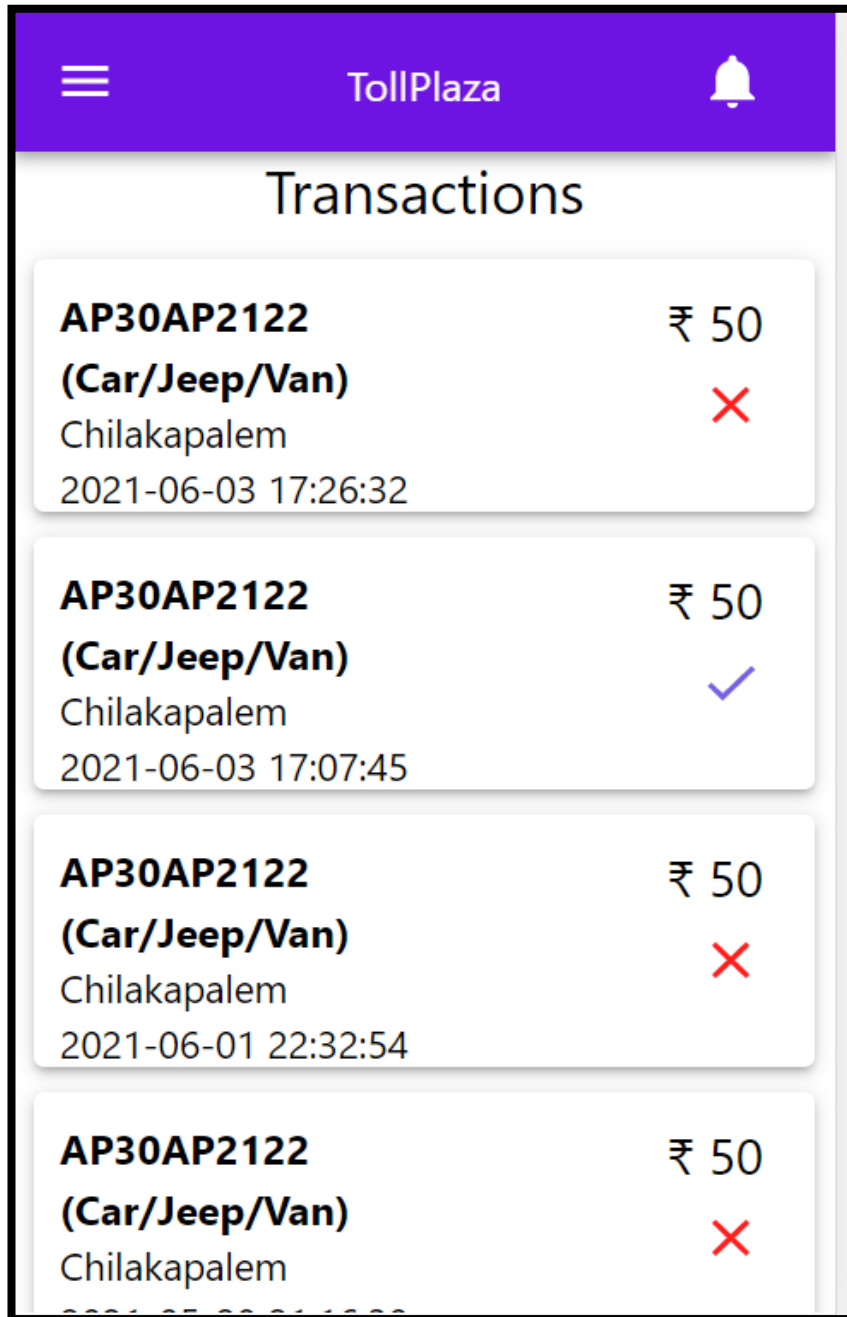 TollPlaza
Transactions
AP30AP2122
₹ 50
(Car/Jeep/Van)
Chilakapalem
2021-06-03 17:26:32
AP30AP2122
₹ 50
(Car/Jeep/Van)
Chilakapalem
2021-06-03 17:07:45
AP30AP2122
₹ 50
(Car/Jeep/Van)
Chilakapalem
2021-06-01 22:32:54
AP30AP2122
₹ 50
(Car/Jeep/Van)
Chilakapalem